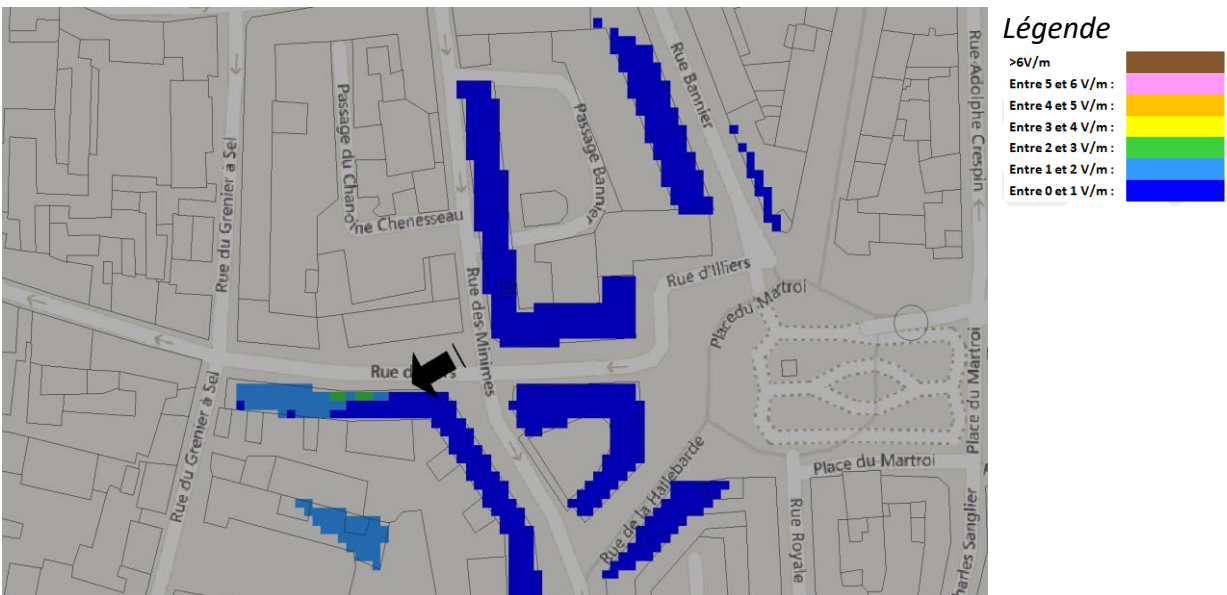 Légende
>6V/m
Entre 5 et 6 V/m :
Entre 4 et 5 V/m :
Entre 3 et 4 V/m :
Entre 2 et 3 V/m :
Entre 1 et 2 V/m :
Entre 0 et 1 V/m :
Rue du Grenier à Sel
Passage du Chanoine Chenesseau
Passage Bannier
Rue Bannier
Rue Adolphe Crespin
Rue des Minimes
Rue d'Illiers
Place du Martroi
Place du Martroi
Rue d
rs
Rue du Grenier à Sel
Rue de la Hallebarde
Place du Martroi
Rue Royale
harles Sanglier